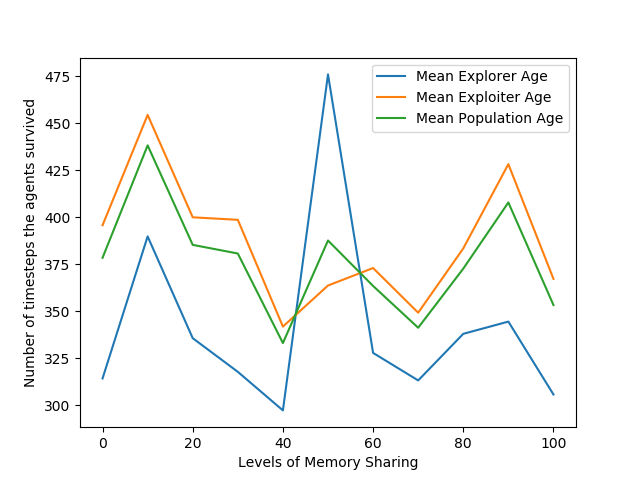 Mean Explorer Age
Mean Exploiter Age
Mean Population Age
Number of timesteps the agents survived
475
450
425
400
375
350
325
300
0
20
40
60
80
100
Levels of Memory Sharing